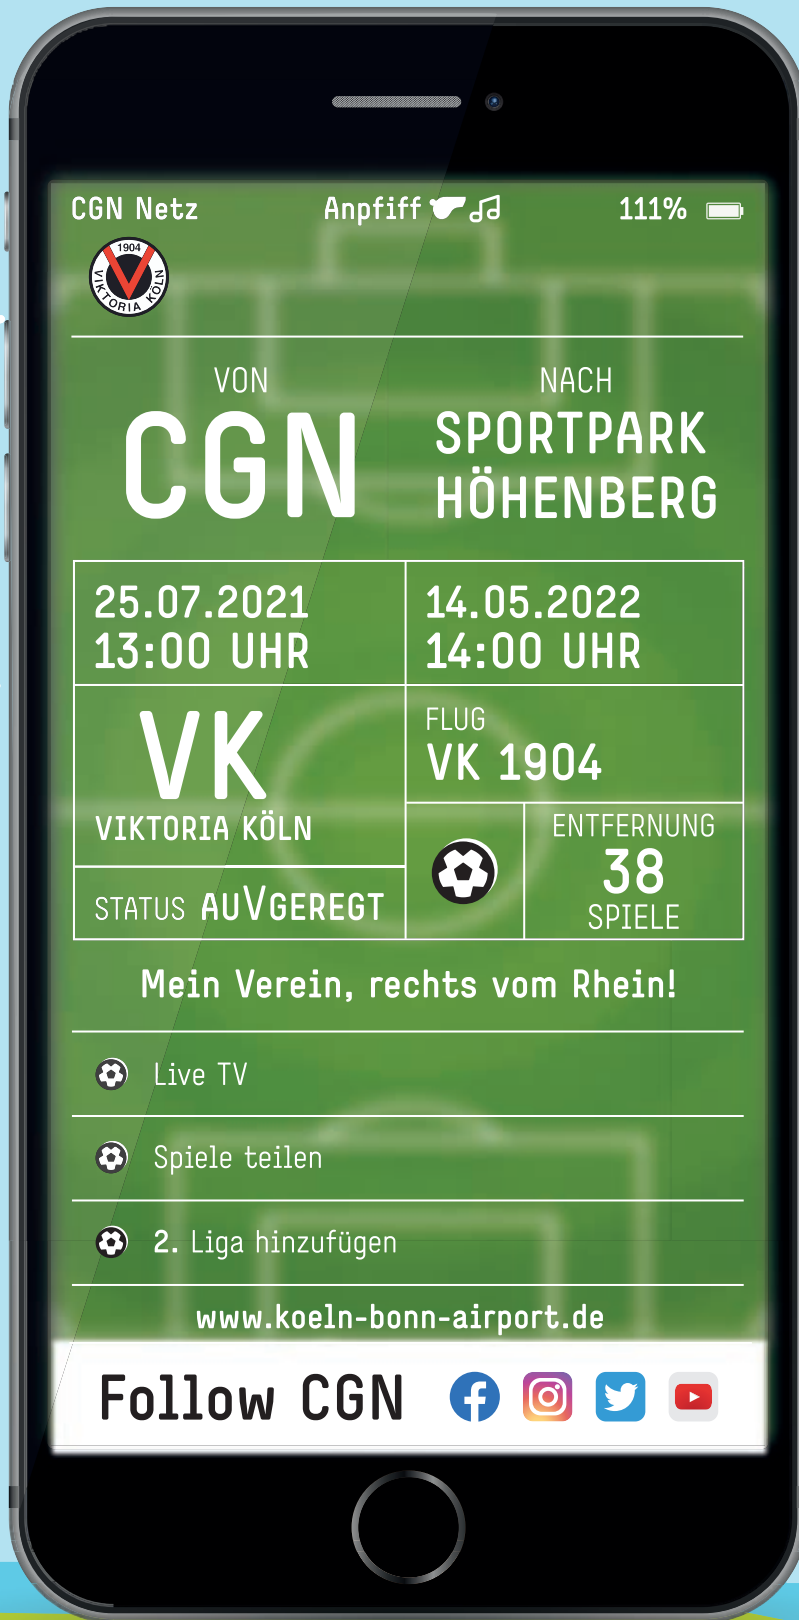 CGN Netz Anpfiff 111%
1904
VIKTORIA KÖLN
VON
CGN
NACH
SPORTPARK
HÖHENBERG
25.07.2021
13:00 UHR
14.05.2022
14:00 UHR
VK
VIKTORIA KÖLN
FLUG
VK 1904
STATUS AUVGEREGT
ENTFERNUNG
38
SPIELE
Mein Verein, rechts vom Rhein!
Live TV
Spiele teilen
2. Liga hinzufügen
www.koeln-bonn-airport.de
Follow CGN